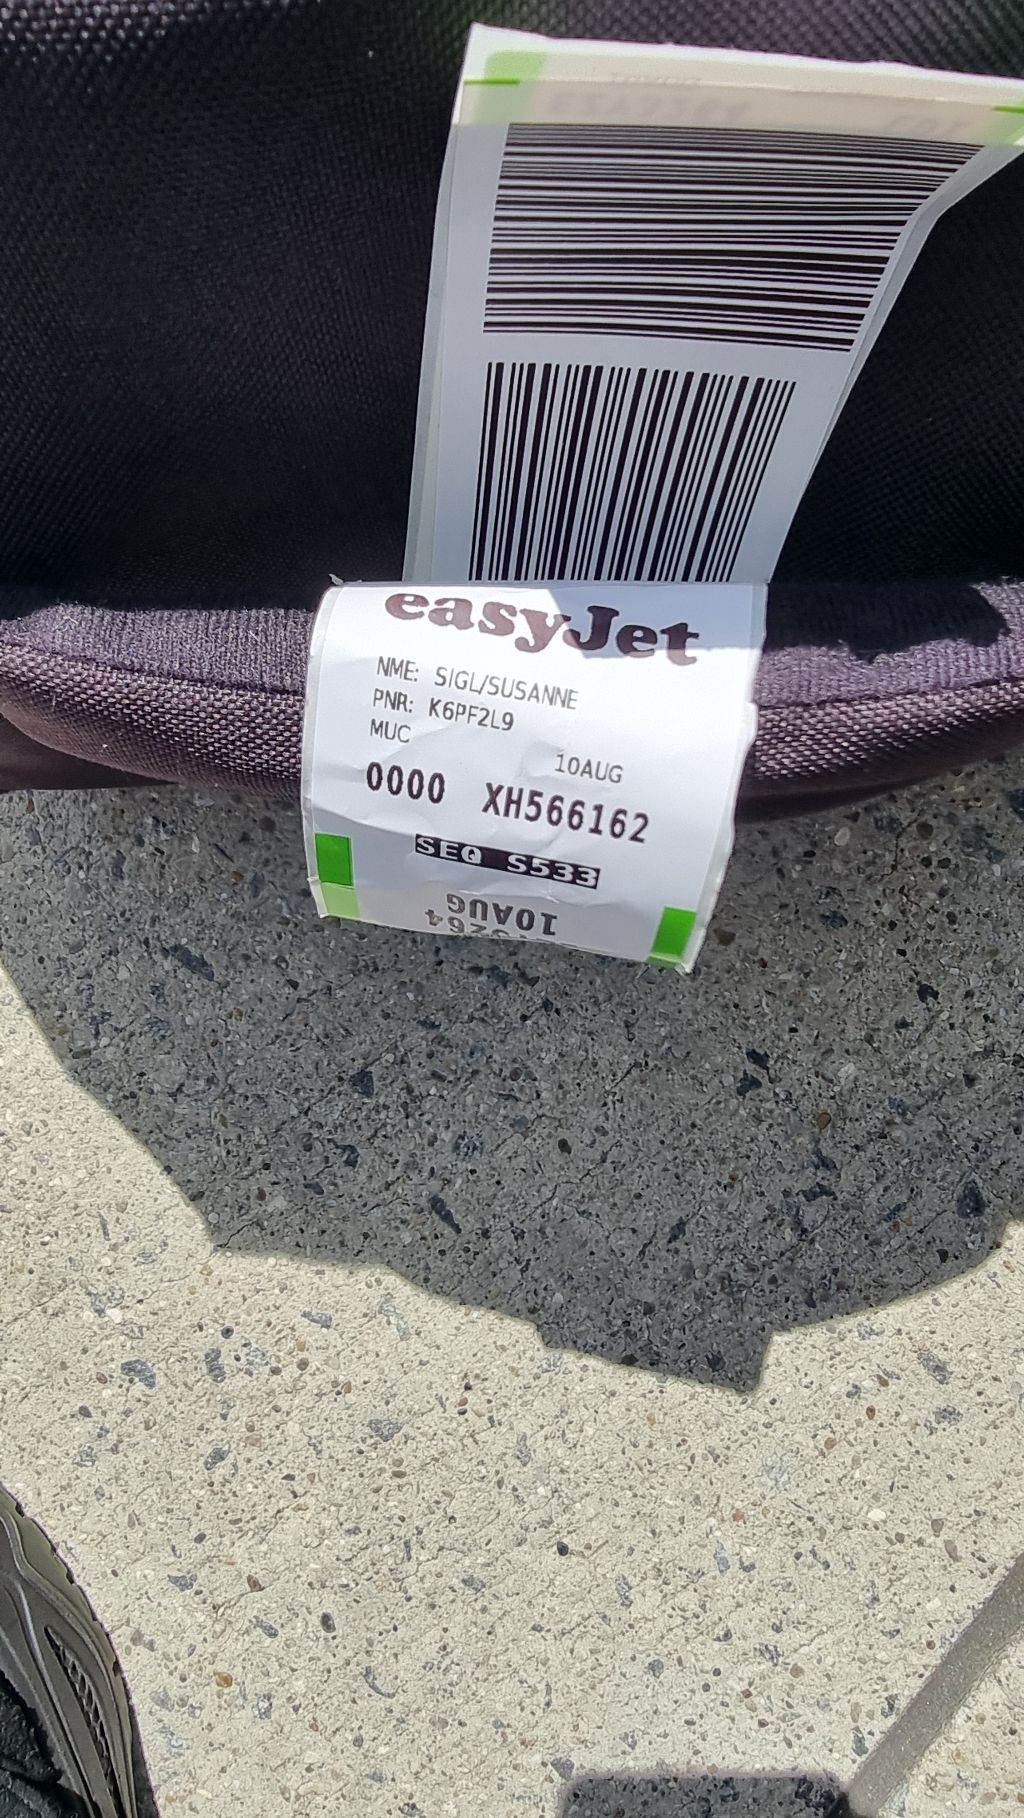 easyJet
NME: SIGL/SUSANNE
PNR: K6PF2L9
MUC
10AUG
0000 XH566162
SEQ S533
10AUG